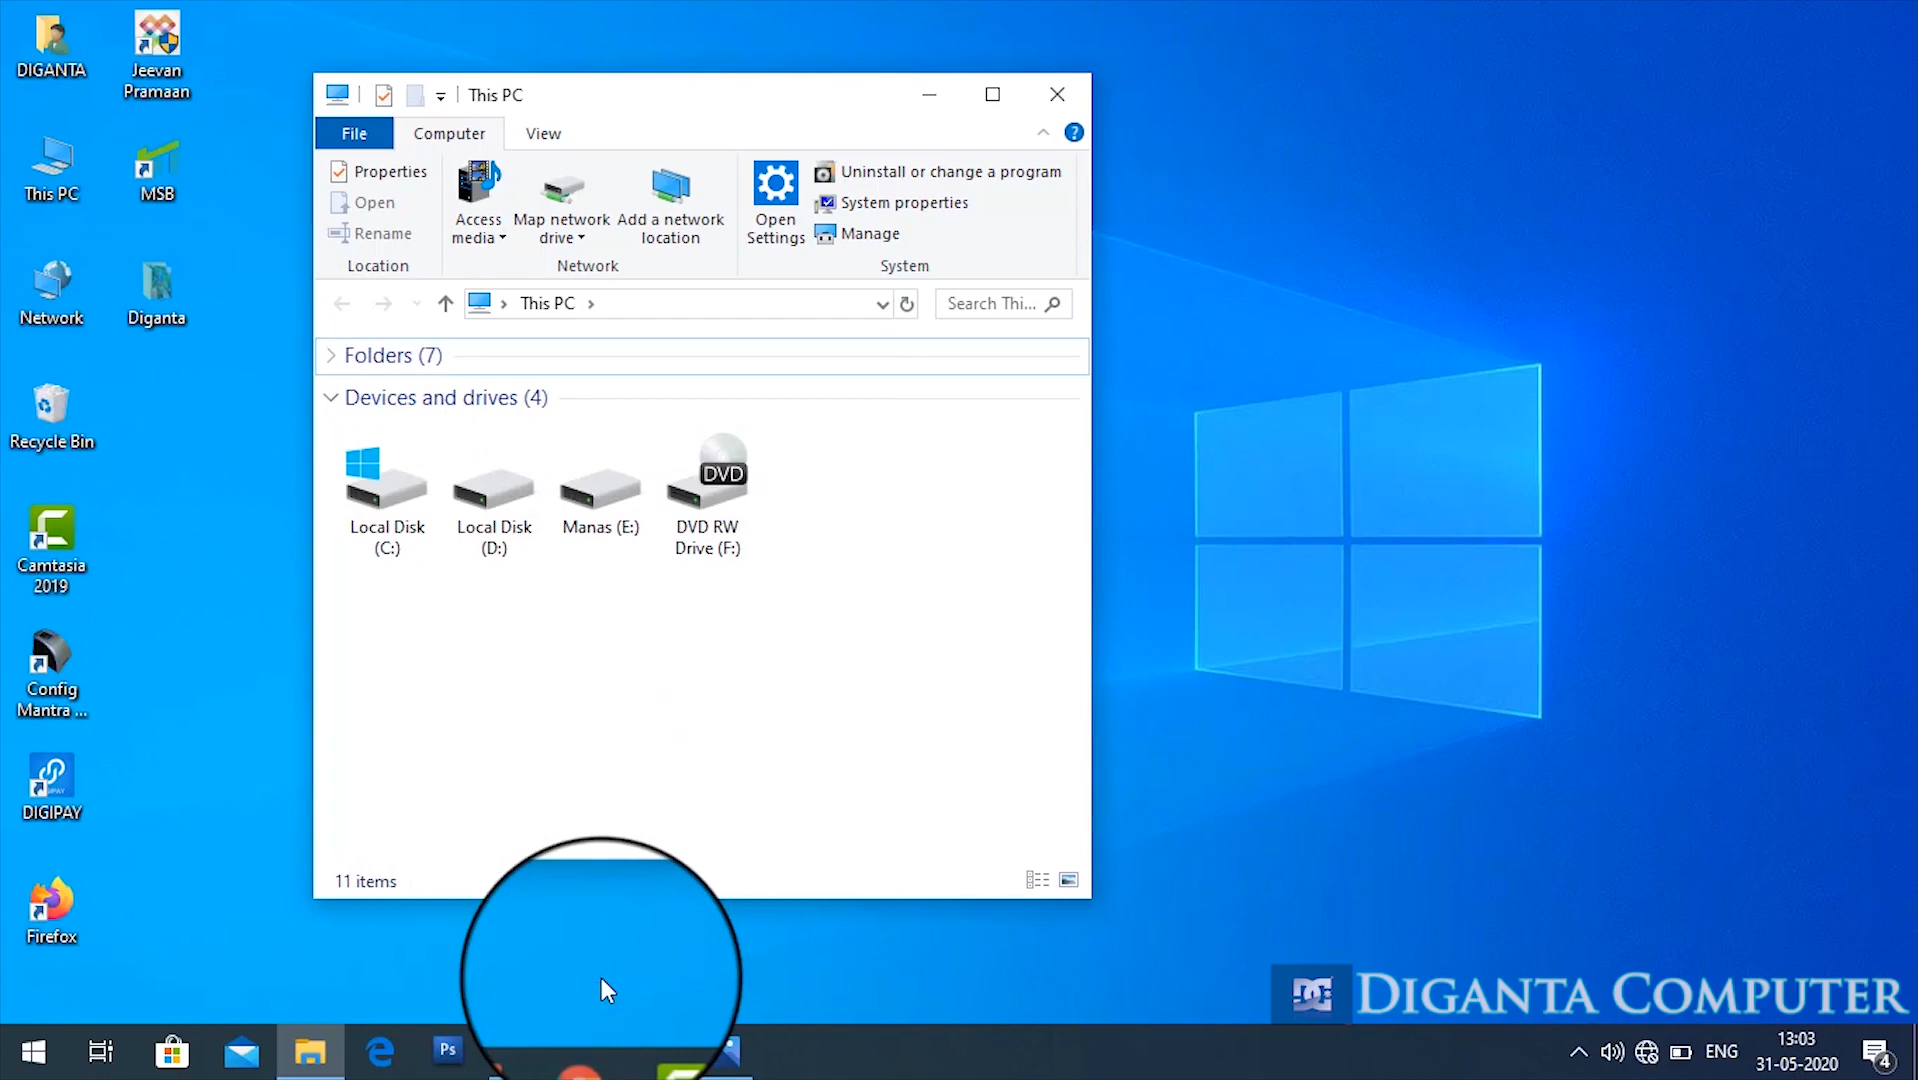 DIGANTA
Jeevan
Pramaan
This PC
MSB
Network
Diganta
Recycle Bin
Camtasia
2019
Config
Mantra ...
DIGIPAY
Firefox
This PC
File
Computer
View
Properties
Open
Rename
Location
Access
media
Map network
drive
Add a network
location
Network
Open
Settings
Uninstall or change a program
System properties
Manage
System
This PC
Search Thi...
Folders (7)
Devices and drives (4)
DVD
Local Disk
(C:)
Local Disk
(D:)
Manas (E:)
DVD RW
Drive (F:)
11 items
DC DIGANTA COMPUTER
Ps
ENG
13:03
31-05-2020
4